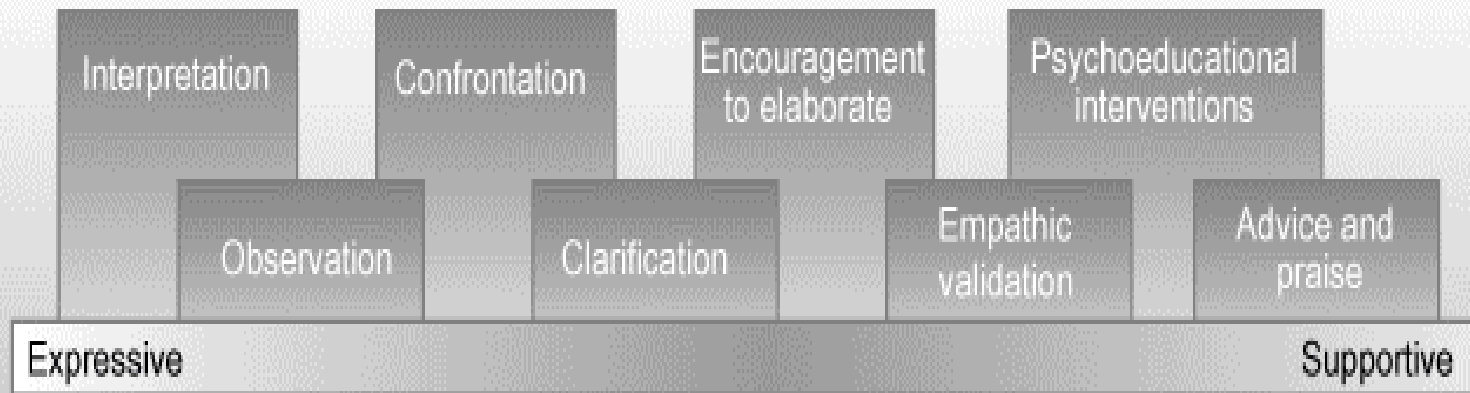 Interpretation
Confrontation
Encouragement
to elaborate
Psychoeducational
interventions
Observation
Clarification
Empathic
validation
Advice and
praise
Expressive
Supportive